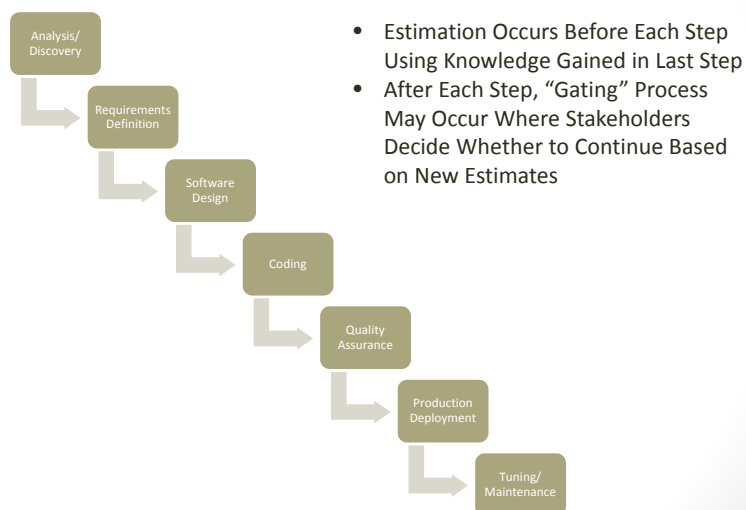 • Estimation Occurs Before Each Step
Using Knowledge Gained in Last Step
• After Each Step, “Gating” Process
May Occur Where Stakeholders
Decide Whether to Continue Based
on New Estimates
Analysis/
Discovery
Requirements
Definition
Software
Design
Coding
Quality
Assurance
Production
Deployment
Tuning/
Maintenance